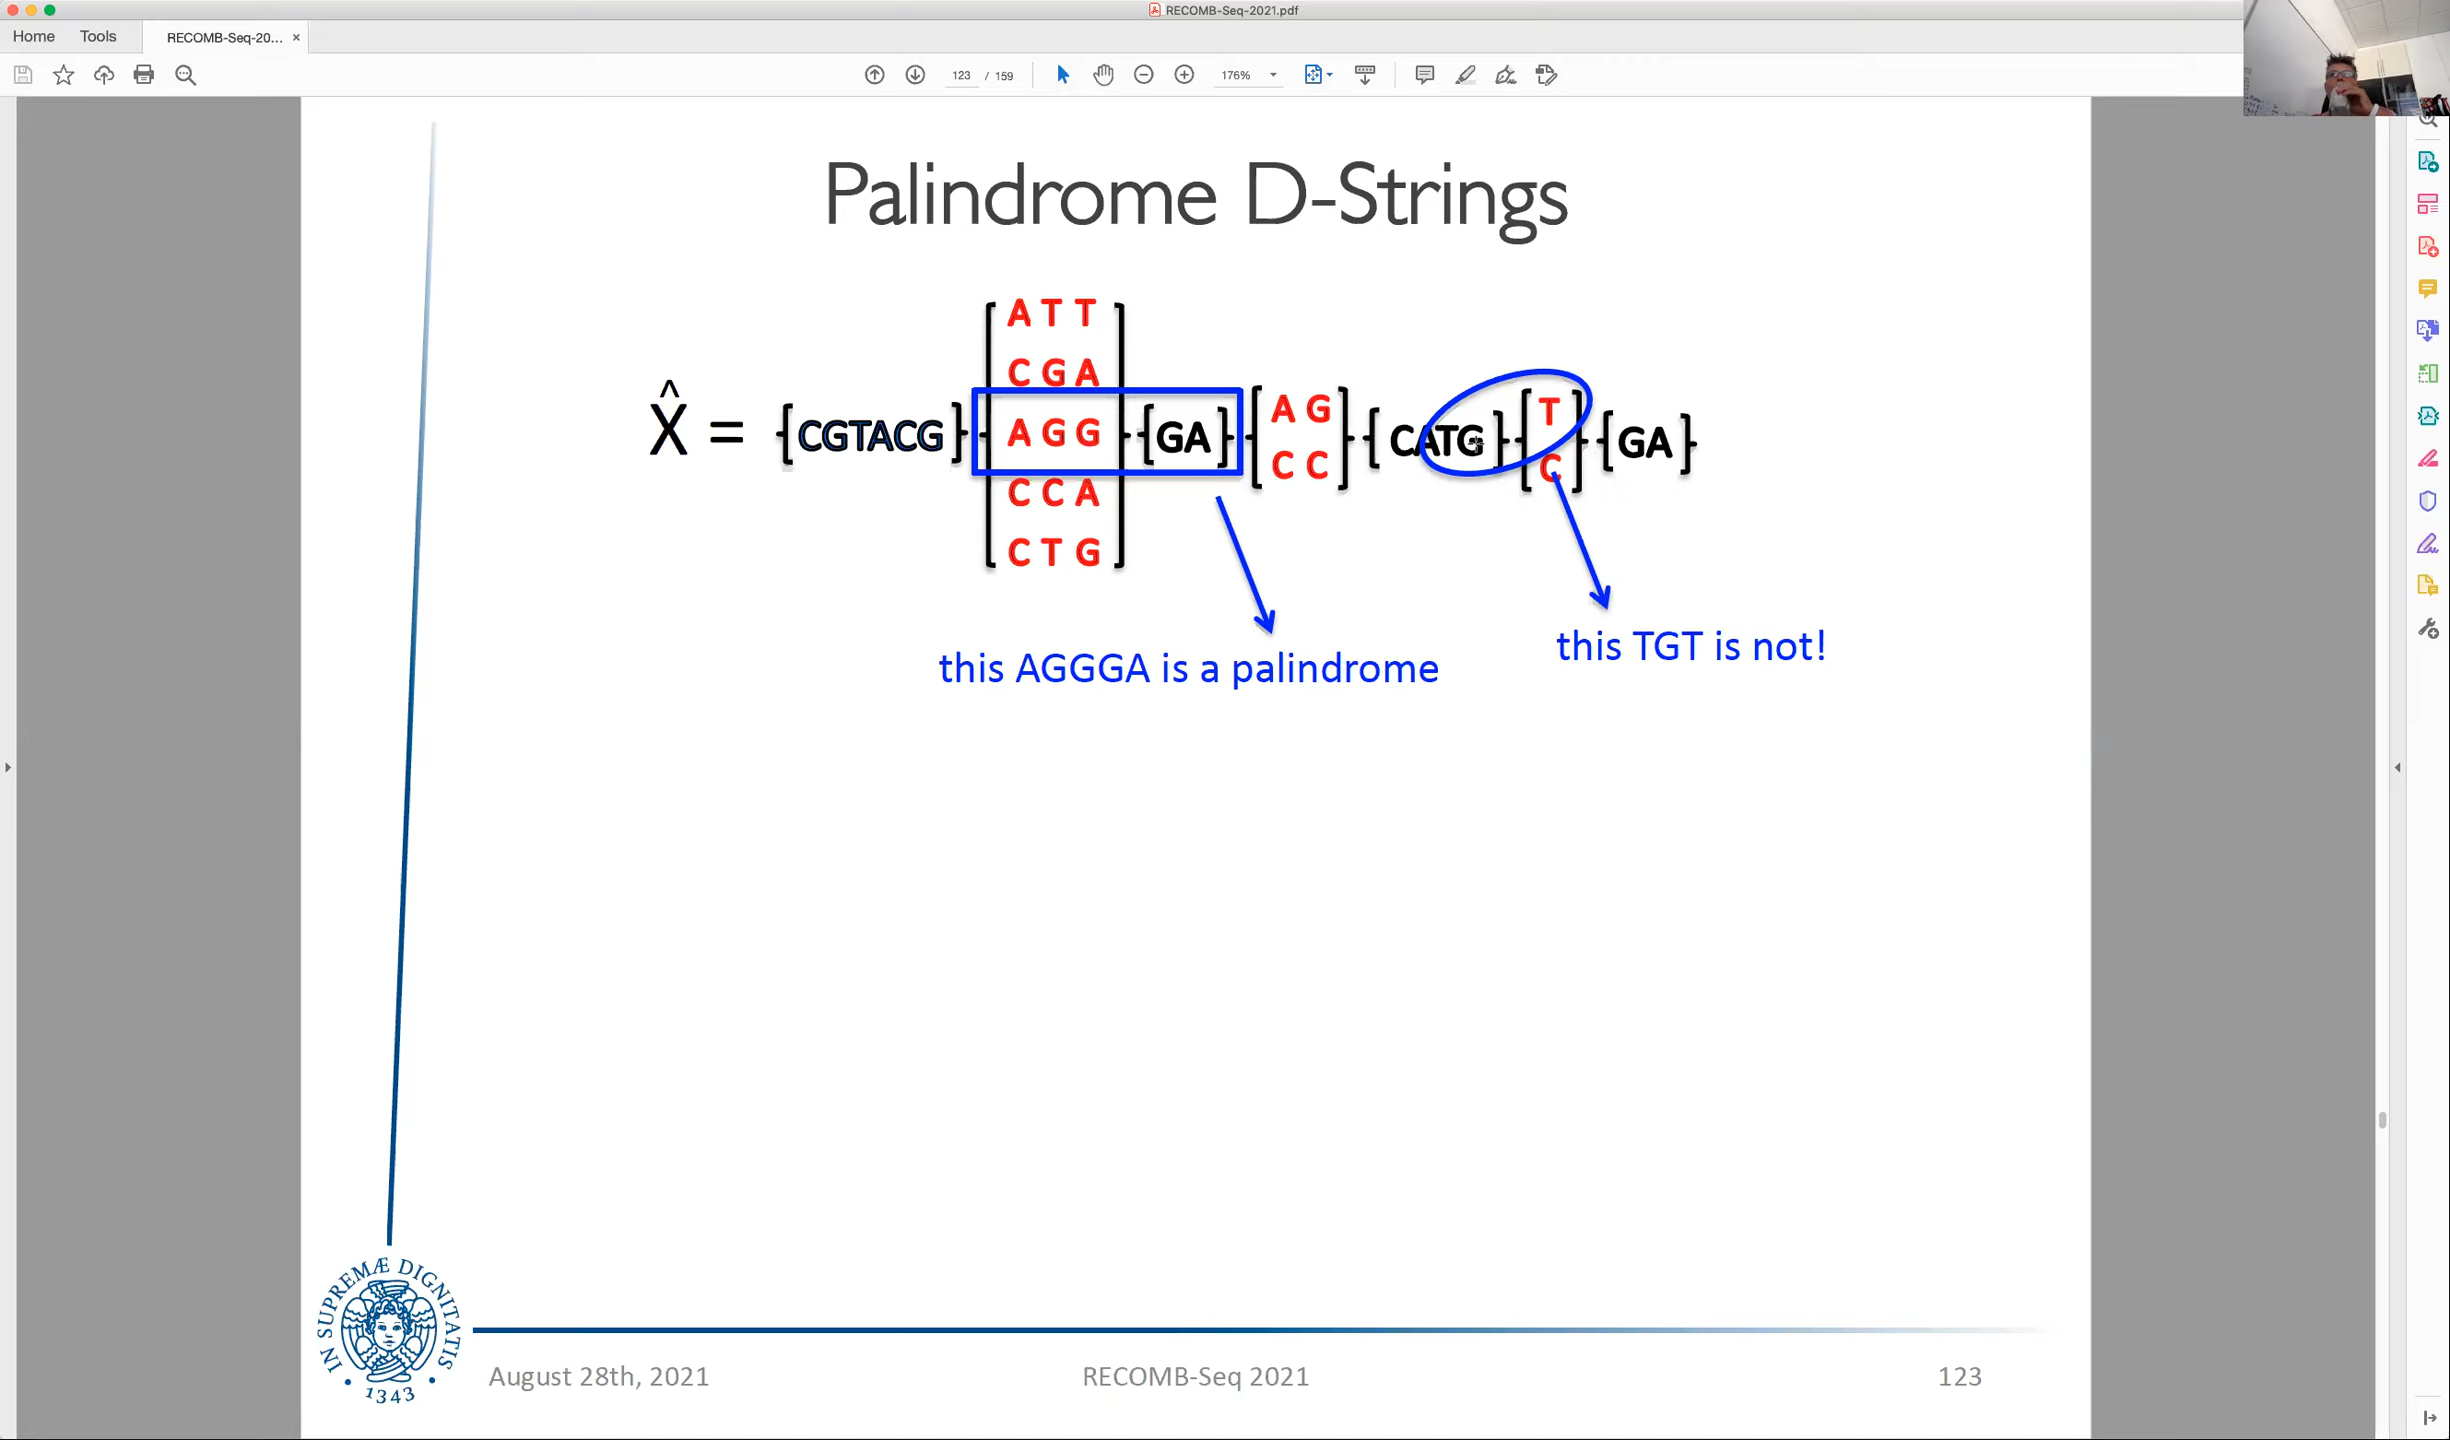 RECOMB-Seq-2021.pdf
Home Tools RECOMB-Seq-20... ×
123 / 159 176%
Palindrome D-Strings
A T T
C G A
X̂ = {CGTACG} A G G {GA} A G {CATG} T {GA}
C C C
C C A
C T G
this AGGGA is a palindrome
this TGT is not!
IN SUPREMÆ DIGNITATIS
• 1343 •
August 28th, 2021 RECOMB-Seq 2021 123